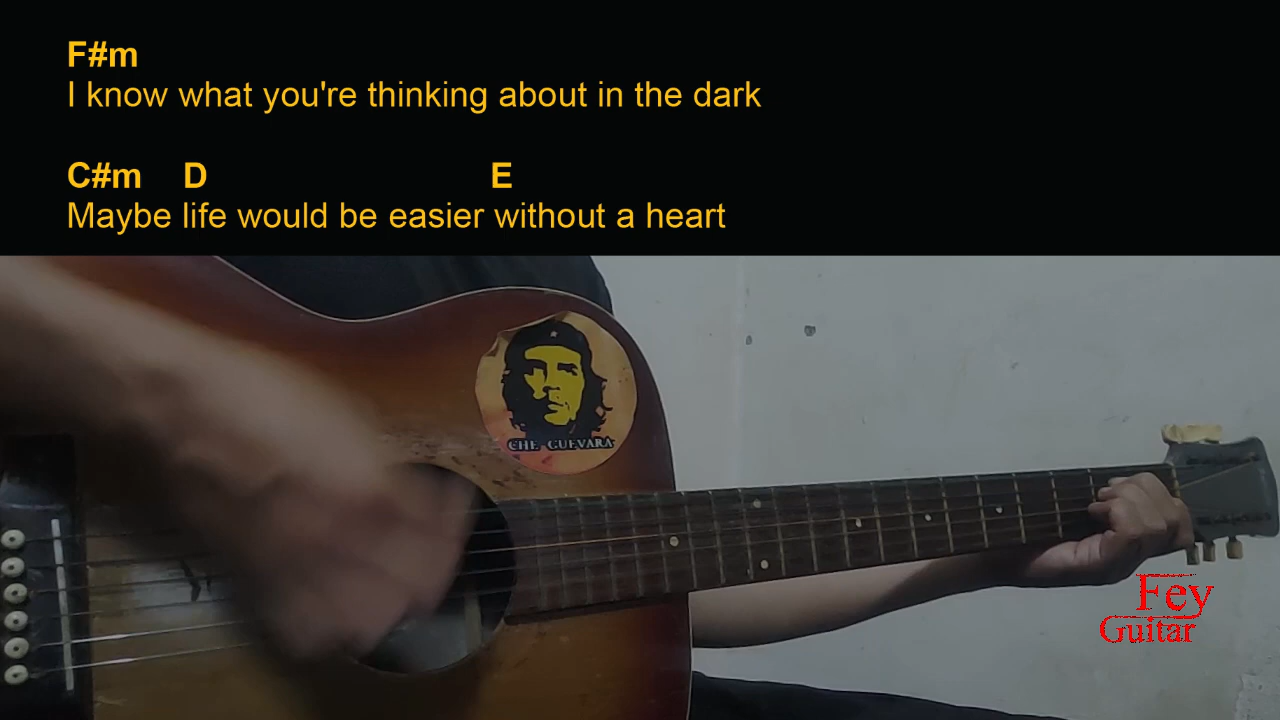 F#m
I know what you're thinking about in the dark
C#m D E
Maybe life would be easier without a heart
CHE GUEVARA
Fey
Guitar